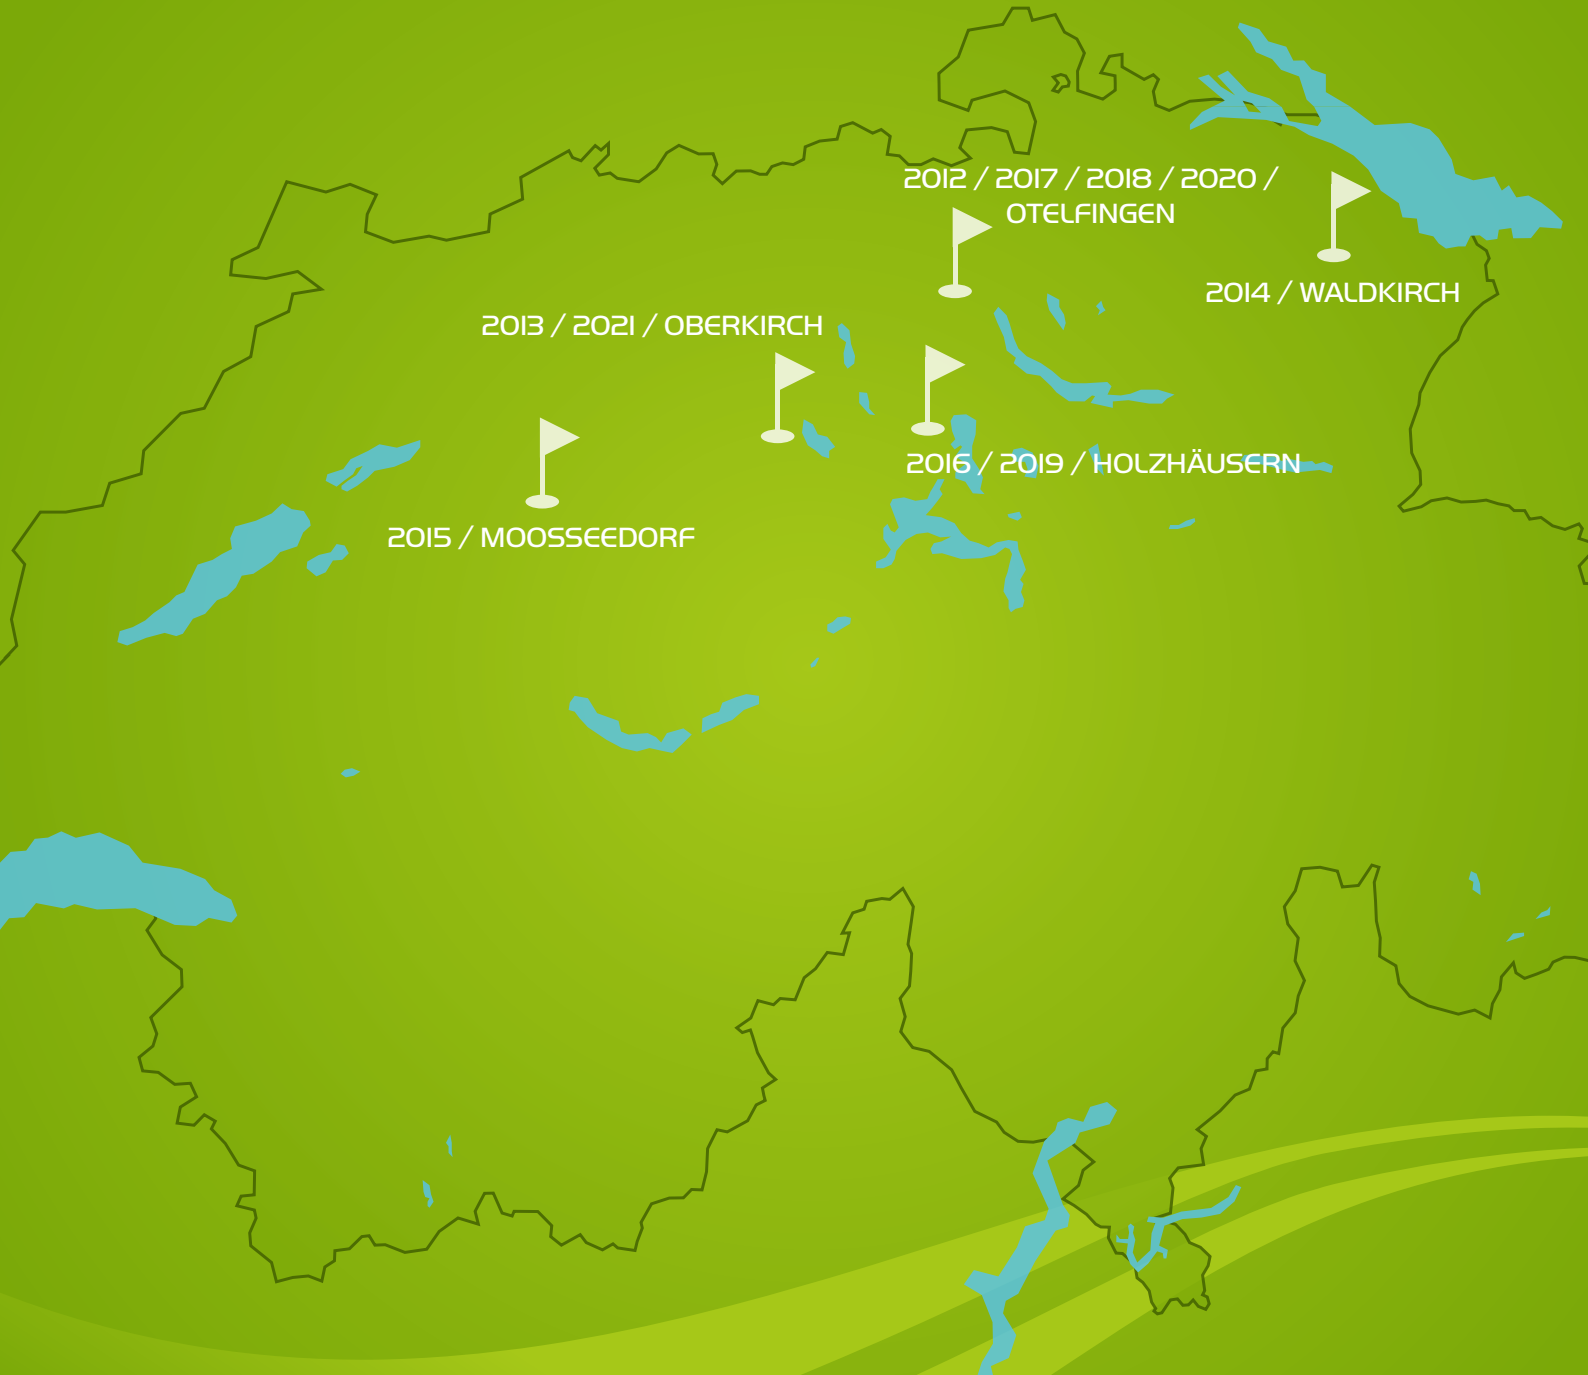 2012 / 2017 / 2018 / 2020 /
OTELFINGEN
2014 / WALDKIRCH
2013 / 2021 / OBERKIRCH
2016 / 2019 / HOLZHÄUSERN
2015 / MOOSSEEDORF